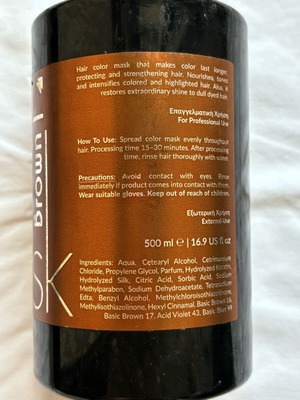 Hair color mask that makes color last longer,
protecting and strengthening hair. Nourishes, tones
and intensifies colored and highlighted hair. Also, it
restores extraordinary shine to dull dyed hair.
Επαγγελματική Χρήση
For Professional Use
How To Use: Spread color mask evenly throughout
hair. Processing time 15-30 minutes. After processing
time, rinse hair thoroughly with water.
Precautions: Avoid contact with eyes. Rinse
immediately if product comes into contact with them.
Wear suitable gloves. Keep out of reach of children.
Εξωτερική Χρήση
External Use
500 ml ℮ | 16.9 US fl oz
Ingredients: Aqua, Cetearyl Alcohol, Cetrimonium
Chloride, Propylene Glycol, Parfum, Hydrolyzed Keratin,
Hydrolyzed Silk, Citric Acid, Sorbic Acid, Sodium
Methylparaben, Sodium Dehydroacetate, Tetrasodium
Edta, Benzyl Alcohol, Methylchloroisothiazolinone,
Methylisothiazolinone, Hexyl Cinnamal, Basic Brown 16,
Basic Brown 17, Acid Violet 43, Basic Blue 99
Brown
SK